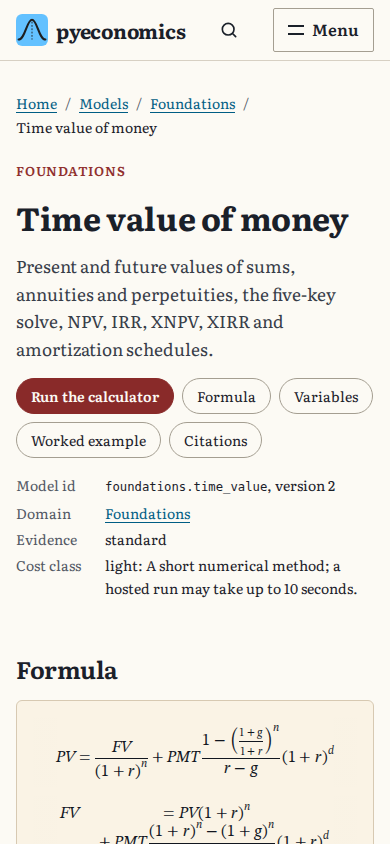 pyeconomics
Menu
Home / Models / Foundations /
Time value of money
FOUNDATIONS
Time value of money
Present and future values of sums,
annuities and perpetuities, the five-key
solve, NPV, IRR, XNPV, XIRR and
amortization schedules.
Run the calculator
Formula
Variables
Worked example
Citations
Model id foundations.time_value, version 2
Domain Foundations
Evidence standard
Cost class light: A short numerical method; a
hosted run may take up to 10 seconds.
Formula
PV = FV / (1 + r)^n + PMT (1 − ((1 + g) / (1 + r))^n) / (r − g) (1 + r)^d
FV = PV(1 + r)^n
+ PMT (1 + r)^n − (1 + g)^n (1 + r)^d